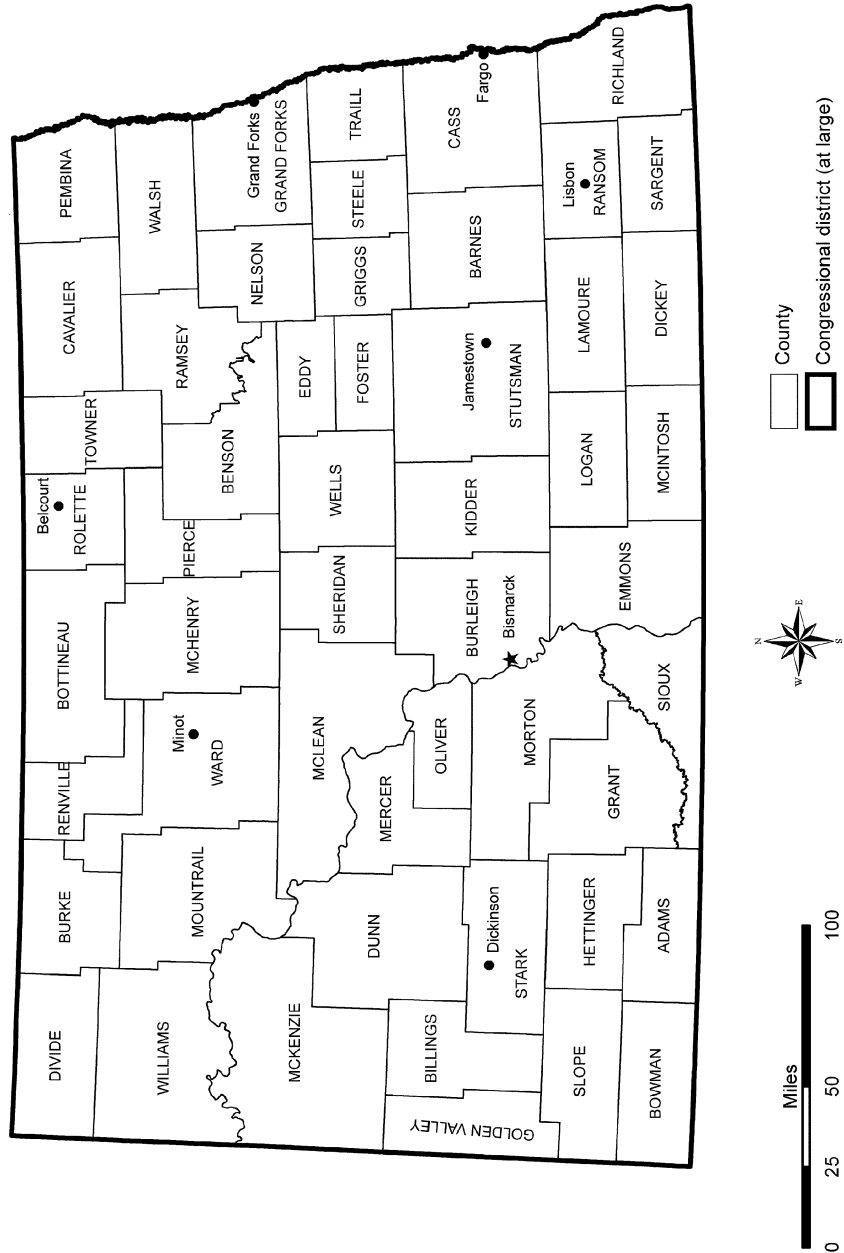 DIVIDE
BURKE
RENVILLE
BOTTINEAU
Belcourt
ROLETTE
TOWNER
CAVALIER
PEMBINA
WILLIAMS
MOUNTRAIL
Minot
WARD
MCHENRY
PIERCE
BENSON
RAMSEY
WALSH
NELSON
Grand Forks
GRAND FORKS
MCKENZIE
DUNN
MCLEAN
MERCER
OLIVER
SHERIDAN
WELLS
EDDY
FOSTER
GRIGGS
STEELE
TRAILL
BILLINGS
GOLDEN VALLEY
Dickinson
STARK
MORTON
BURLEIGH
Bismarck
KIDDER
Jamestown
STUTSMAN
BARNES
CASS
Fargo
SLOPE
HETTINGER
GRANT
BOWMAN
ADAMS
SIOUX
EMMONS
LOGAN
MCINTOSH
LAMOURE
DICKEY
Lisbon
RANSOM
SARGENT
RICHLAND
Miles
0 25 50 100
N
W E
S
County
Congressional district (at large)